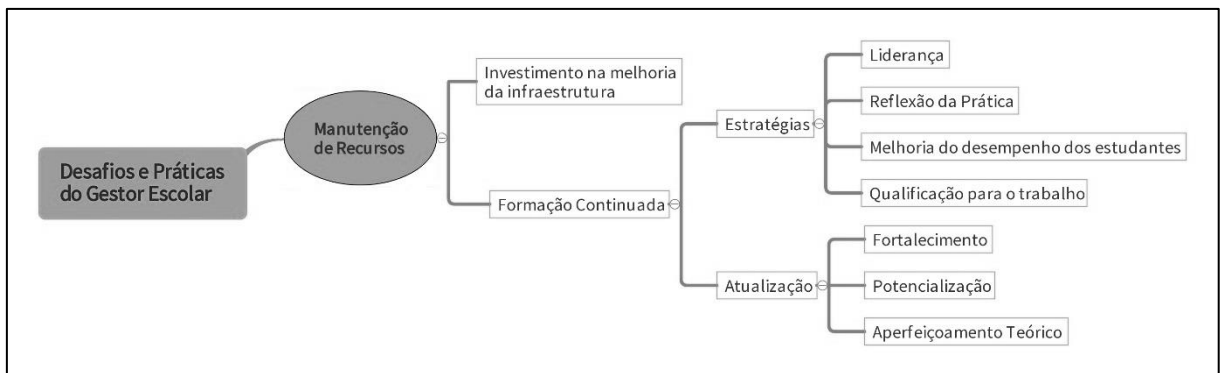 Desafios e Práticas
do Gestor Escolar
Manutenção
de Recursos
Investimento na melhoria
da infraestrutura
Formação Continuada
Estratégias
Liderança
Reflexão da Prática
Melhoria do desempenho dos estudantes
Qualificação para o trabalho
Atualização
Fortalecimento
Potencialização
Aperfeiçoamento Teórico